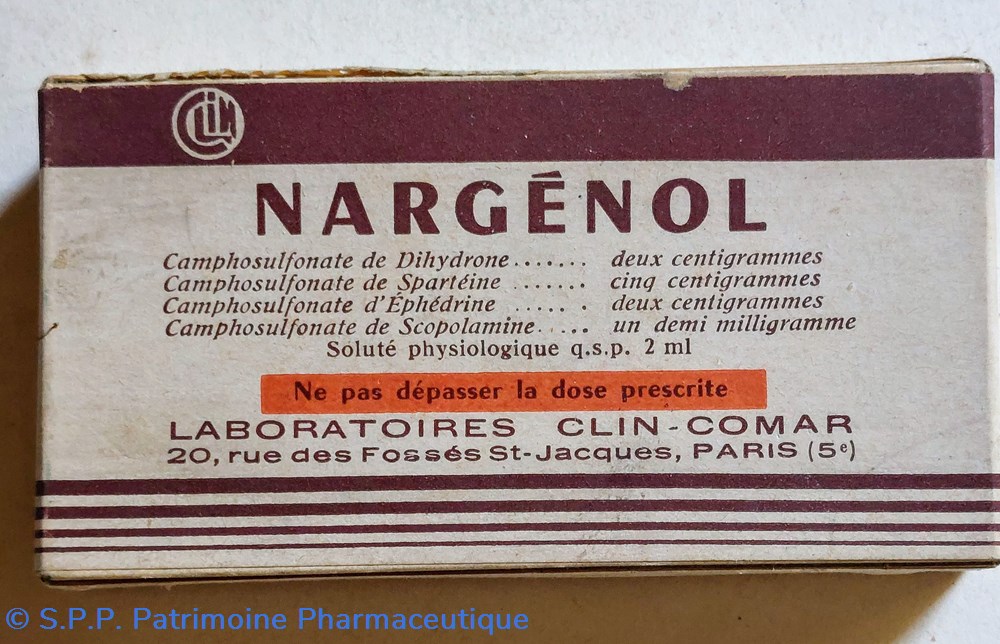 CLIN
NARGÉNOL
Camphosulfonate de Dihydrone....... deux centigrammes
Camphosulfonate de Spartéine ....... cinq centigrammes
Camphosulfonate d'Éphédrine ...... deux centigrammes
Camphosulfonate de Scopolamine..... un demi milligramme
Soluté physiologique q.s.p. 2 ml
Ne pas dépasser la dose prescrite
LABORATOIRES CLIN-COMAR
20, rue des Fossés St-Jacques, PARIS (5e)
© S.P.P. Patrimoine Pharmaceutique